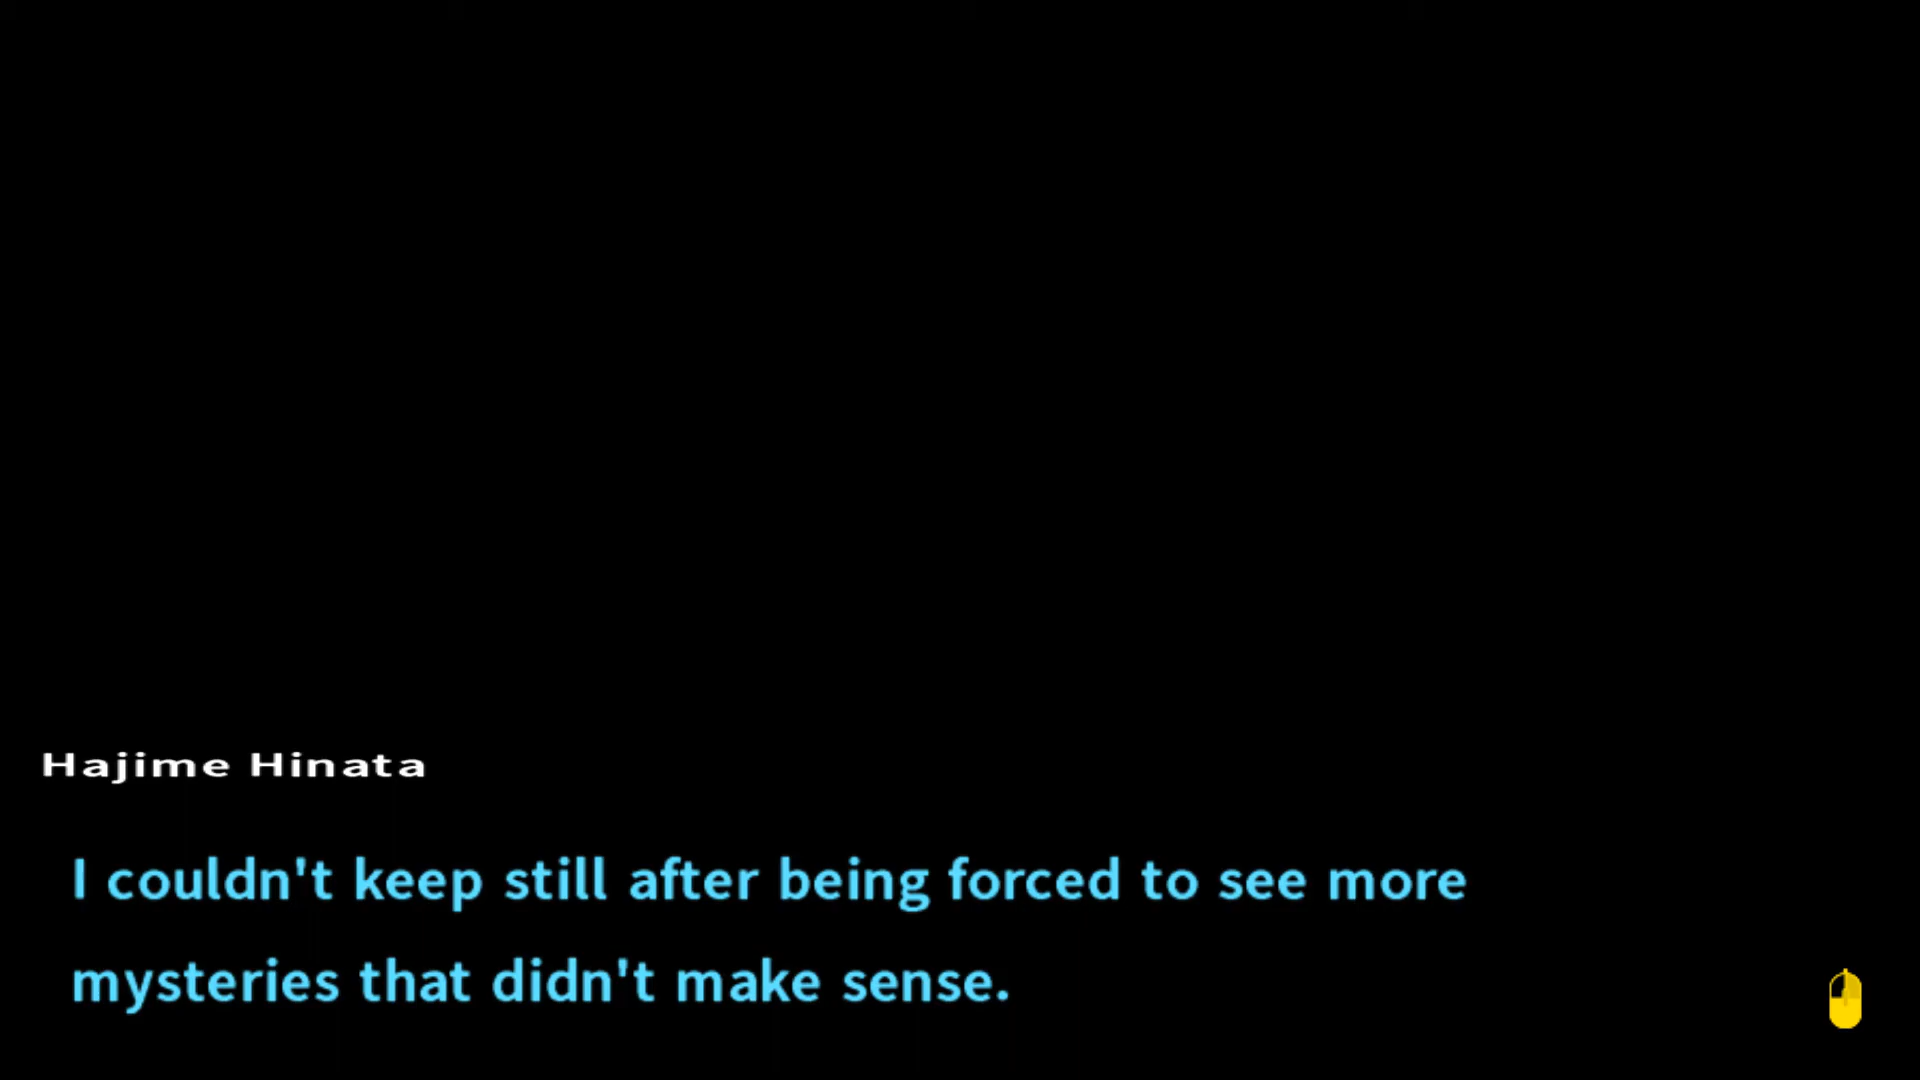 Hajime Hinata
I couldn't keep still after being forced to see more
mysteries that didn't make sense.